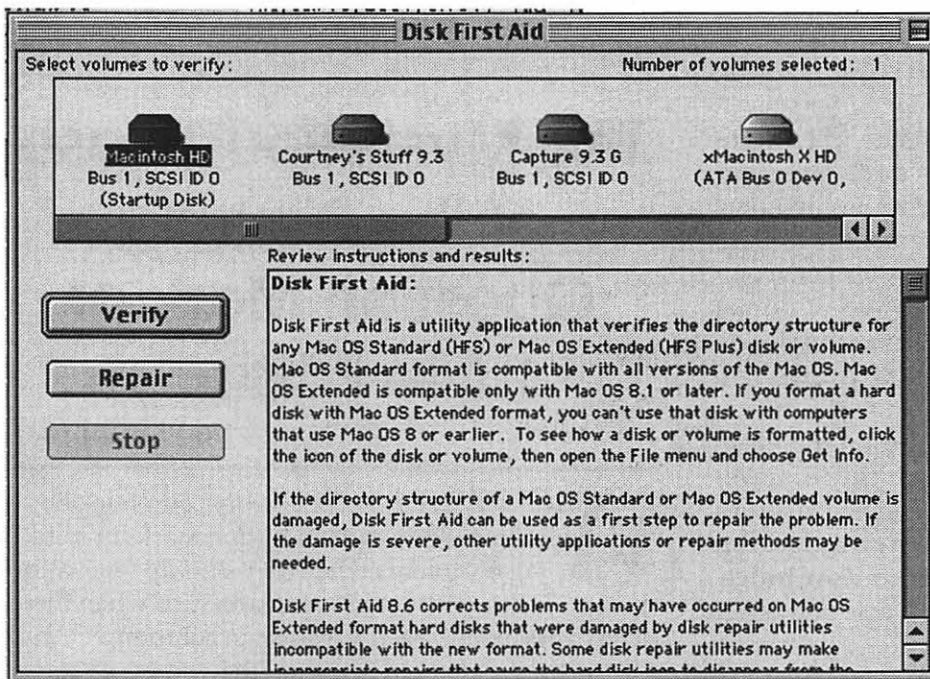 Disk First Aid
Select volumes to verify:
Number of volumes selected: 1
Macintosh HD
Bus 1, SCSI ID 0
(Startup Disk)
Courtney's Stuff 9.3
Bus 1, SCSI ID 0
Capture 9.3 G
Bus 1, SCSI ID 0
xMacintosh X HD
(ATA Bus 0 Dev 0,
Verify
Repair
Stop
Review instructions and results:
Disk First Aid:
Disk First Aid is a utility application that verifies the directory structure for
any Mac OS Standard (HFS) or Mac OS Extended (HFS Plus) disk or volume.
Mac OS Standard format is compatible with all versions of the Mac OS. Mac
OS Extended is compatible only with Mac OS 8.1 or later. If you format a hard
disk with Mac OS Extended format, you can't use that disk with computers
that use Mac OS 8 or earlier. To see how a disk or volume is formatted, click
the icon of the disk or volume, then open the File menu and choose Get Info.
If the directory structure of a Mac OS Standard or Mac OS Extended volume is
damaged, Disk First Aid can be used as a first step to repair the problem. If
the damage is severe, other utility applications or repair methods may be
needed.
Disk First Aid 8.6 corrects problems that may have occurred on Mac OS
Extended format hard disks that were damaged by disk repair utilities
incompatible with the new format. Some disk repair utilities may make
inappropriate repairs that cause the hard disk icon to disappear from the